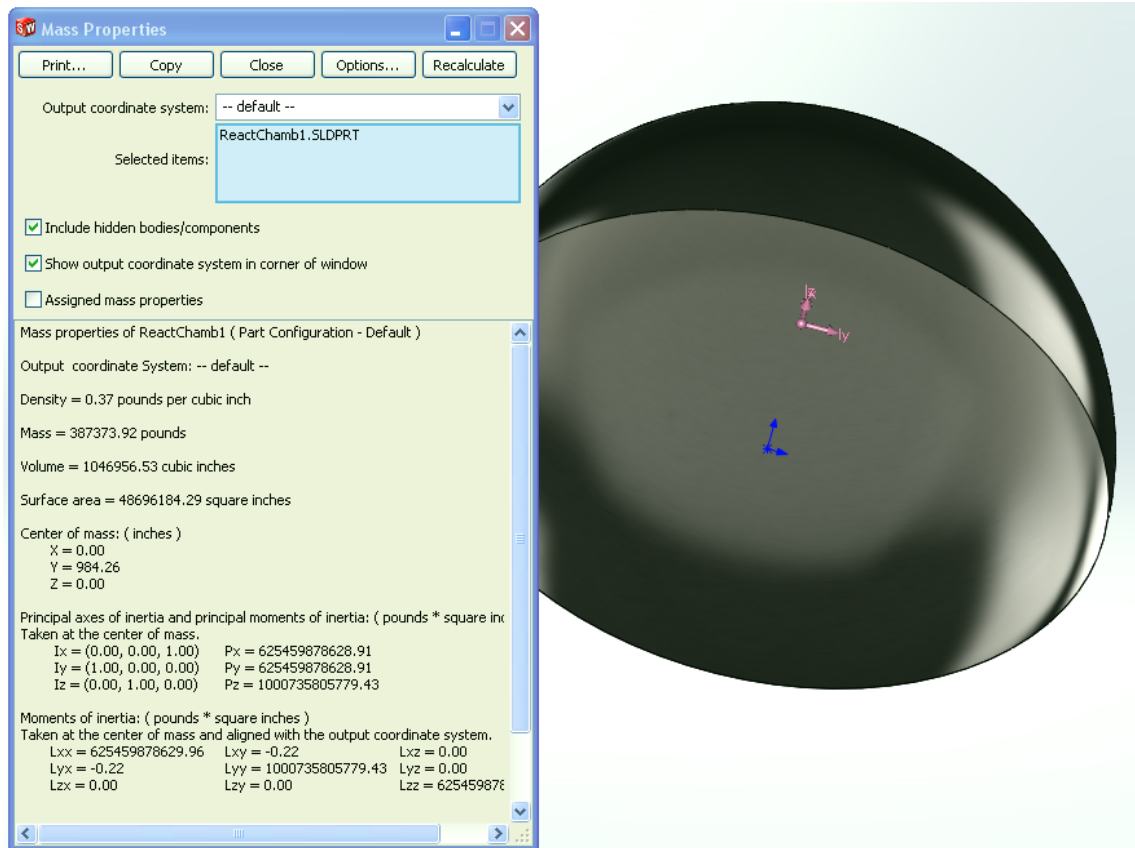 Mass Properties
Print... Copy Close Options... Recalculate
Output coordinate system: -- default --
ReactChamb1.SLDPRT
Selected items:
Include hidden bodies/components
Show output coordinate system in corner of window
Assigned mass properties
Mass properties of ReactChamb1 ( Part Configuration - Default )
Output coordinate System: -- default --
Density = 0.37 pounds per cubic inch
Mass = 387373.92 pounds
Volume = 1046956.53 cubic inches
Surface area = 48696184.29 square inches
Center of mass: ( inches )
X = 0.00
Y = 984.26
Z = 0.00
Principal axes of inertia and principal moments of inertia: ( pounds * square inc
Taken at the center of mass.
Ix = (0.00, 0.00, 1.00) Px = 625459878628.91
Iy = (1.00, 0.00, 0.00) Py = 625459878628.91
Iz = (0.00, 1.00, 0.00) Pz = 1000735805779.43
Moments of inertia: ( pounds * square inches )
Taken at the center of mass and aligned with the output coordinate system.
Lxx = 625459878629.96 Lxy = -0.22 Lxz = 0.00
Lyx = -0.22 Lyy = 1000735805779.43 Lyz = 0.00
Lzx = 0.00 Lzy = 0.00 Lzz = 62545987
Iy